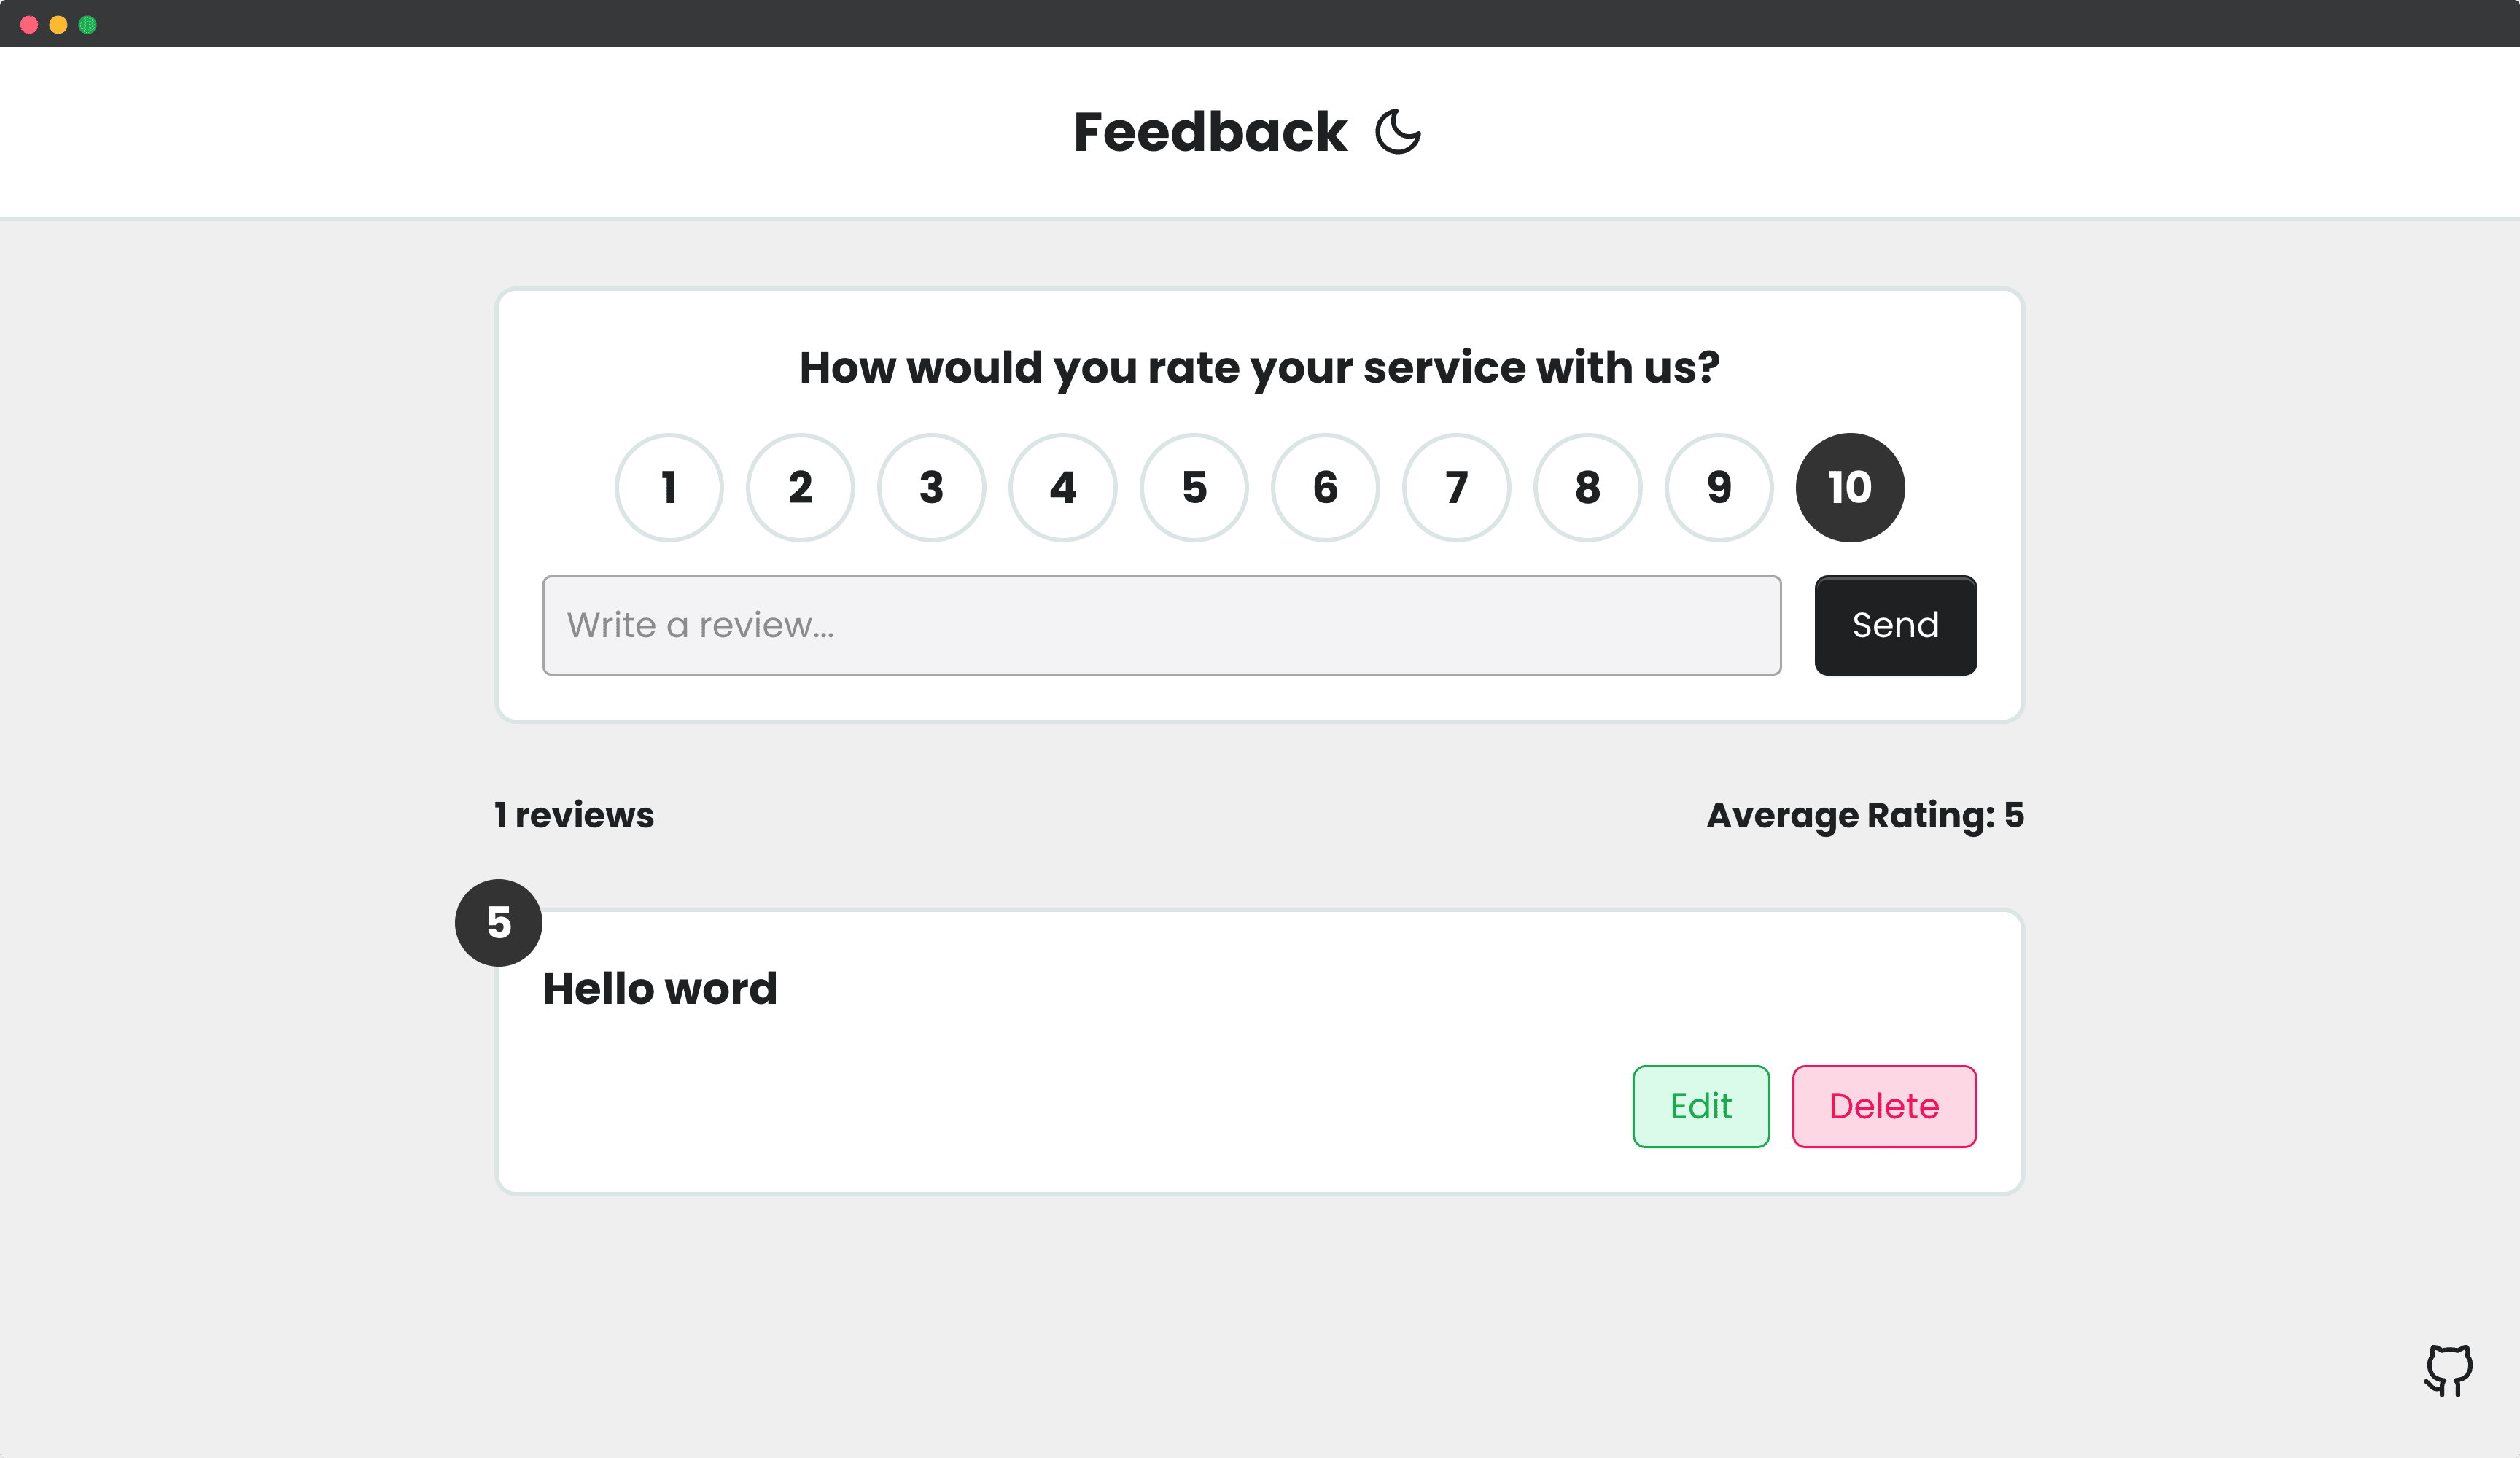 Feedback
How would you rate your service with us?
1 2 3 4 5 6 7 8 9 10
Write a review...
Send
1 reviews
Average Rating: 5
5
Hello word
Edit
Delete